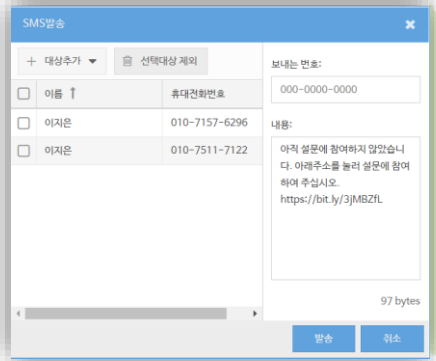 SMS발송
대상추가
선택대상 제외
이름 ↑
휴대전화번호
이지은
010-7157-6296
이지은
010-7511-7122
보내는 번호:
000-0000-0000
내용:
아직 설문에 참여하지 않았습니
다. 아래주소를 눌러 설문에 참여
하여 주십시오.
https://bit.ly/3jMBZfL
97 bytes
발송
취소